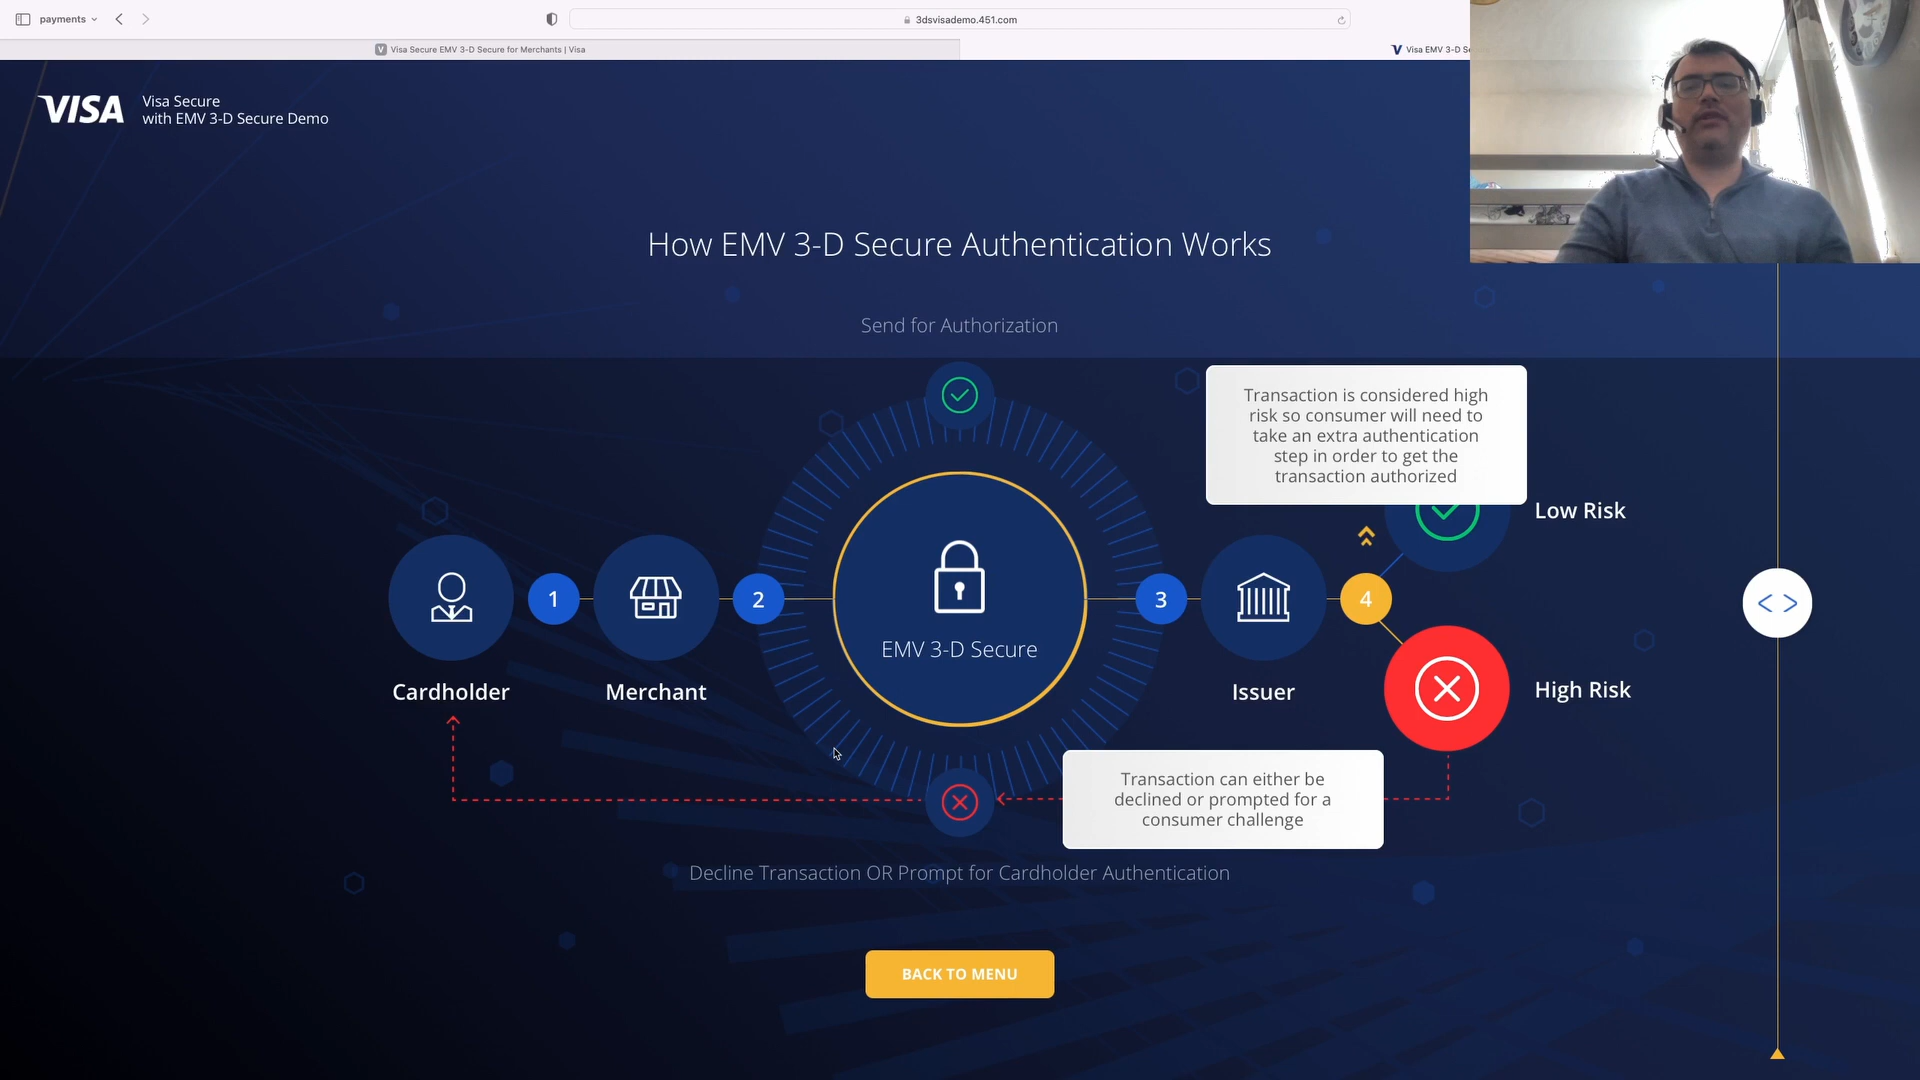 payments
3dsvisademo.451.com
V Visa Secure EMV 3-D Secure for Merchants | Visa
V Visa EMV 3-D Se
VISA
Visa Secure
with EMV 3-D Secure Demo
How EMV 3-D Secure Authentication Works
Send for Authorization
Transaction is considered high
risk so consumer will need to
take an extra authentication
step in order to get the
transaction authorized
Low Risk
1
2
3
4
EMV 3-D Secure
Cardholder
Merchant
Issuer
High Risk
Transaction can either be
declined or prompted for a
consumer challenge
Decline Transaction OR Prompt for Cardholder Authentication
BACK TO MENU